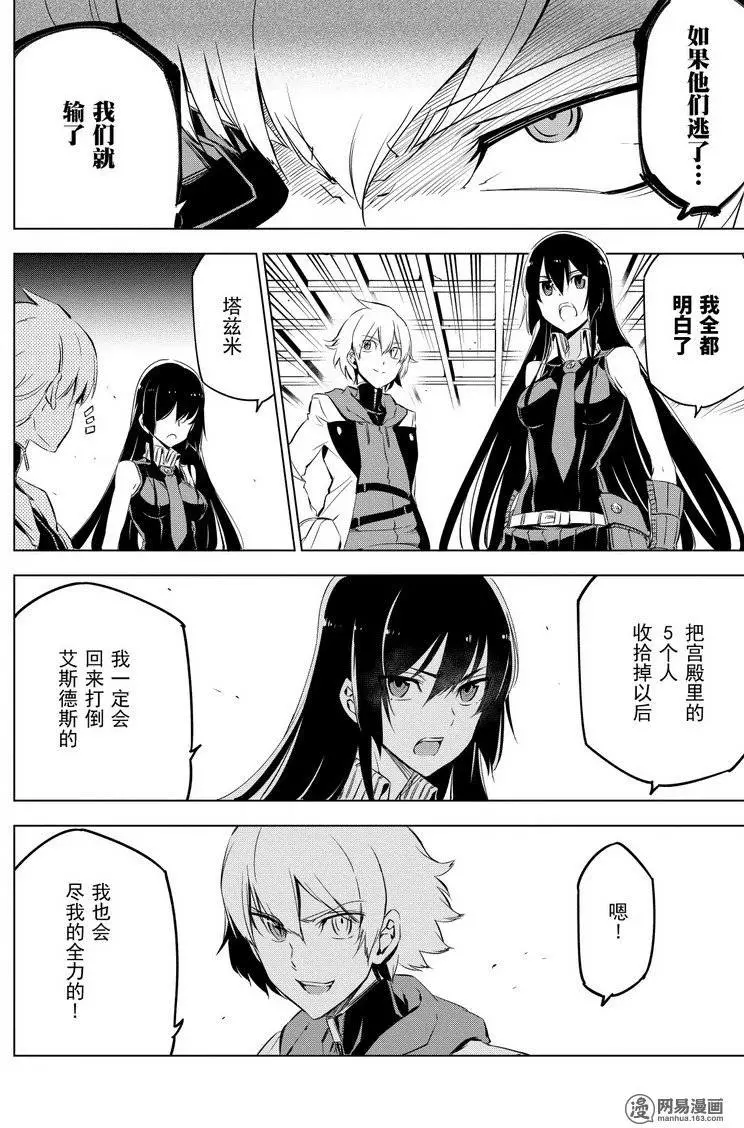 如果他们逃了…
我们就
输了
我全都
明白了
塔兹米
把宫殿里的
5个人
收拾掉以后
我一定会
回来打倒
艾斯德斯的
嗯！
我也会
尽我的全力的！
漫 网易漫画
manhua.163.com